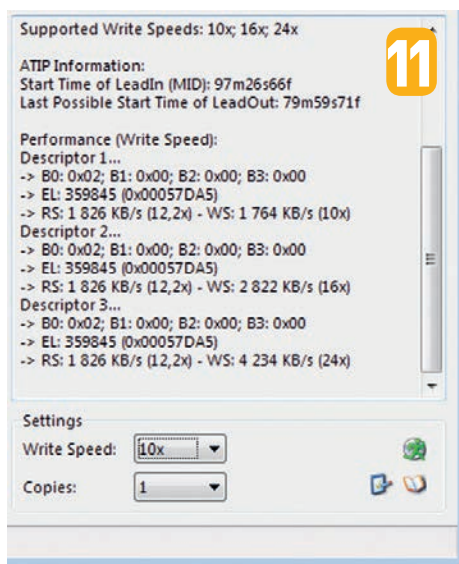 Supported Write Speeds: 10x; 16x; 24x
11
ATIP Information:
Start Time of LeadIn (MID): 97m26s66f
Last Possible Start Time of LeadOut: 79m59s71f
Performance (Write Speed):
Descriptor 1...
-> B0: 0x02; B1: 0x00; B2: 0x00; B3: 0x00
-> EL: 359845 (0x00057DA5)
-> RS: 1 826 KB/s (12,2x) - WS: 1 764 KB/s (10x)
Descriptor 2...
-> B0: 0x02; B1: 0x00; B2: 0x00; B3: 0x00
-> EL: 359845 (0x00057DA5)
-> RS: 1 826 KB/s (12,2x) - WS: 2 822 KB/s (16x)
Descriptor 3...
-> B0: 0x02; B1: 0x00; B2: 0x00; B3: 0x00
-> EL: 359845 (0x00057DA5)
-> RS: 1 826 KB/s (12,2x) - WS: 4 234 KB/s (24x)
Settings
Write Speed: 10x
Copies: 1